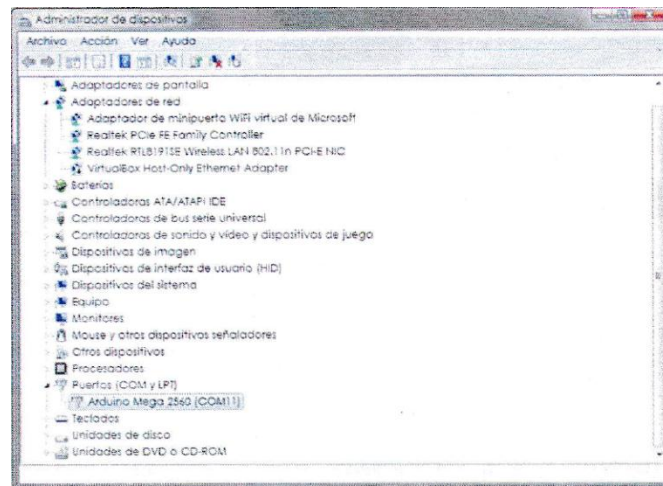 Administrador de dispositivos
Archivo Acción Ver Ayuda
Adaptadores de pantalla
Adaptadores de red
Adaptador de minipuerto WiFi virtual de Microsoft
Realtek PCIe FE Family Controller
Realtek RTL8191SE Wireless LAN 802.11n PCI-E NIC
VirtualBox Host-Only Ethernet Adapter
Baterías
Controladoras ATA/ATAPI IDE
Controladoras de bus serie universal
Controladoras de sonido y vídeo y dispositivos de juego
Dispositivos de imagen
Dispositivos de interfaz de usuario (HID)
Dispositivos del sistema
Equipo
Monitores
Mouse y otros dispositivos señaladores
Otros dispositivos
Procesadores
Puertos (COM y LPT)
Arduino Mega 2560 (COM11)
Teclados
Unidades de disco
Unidades de DVD o CD-ROM